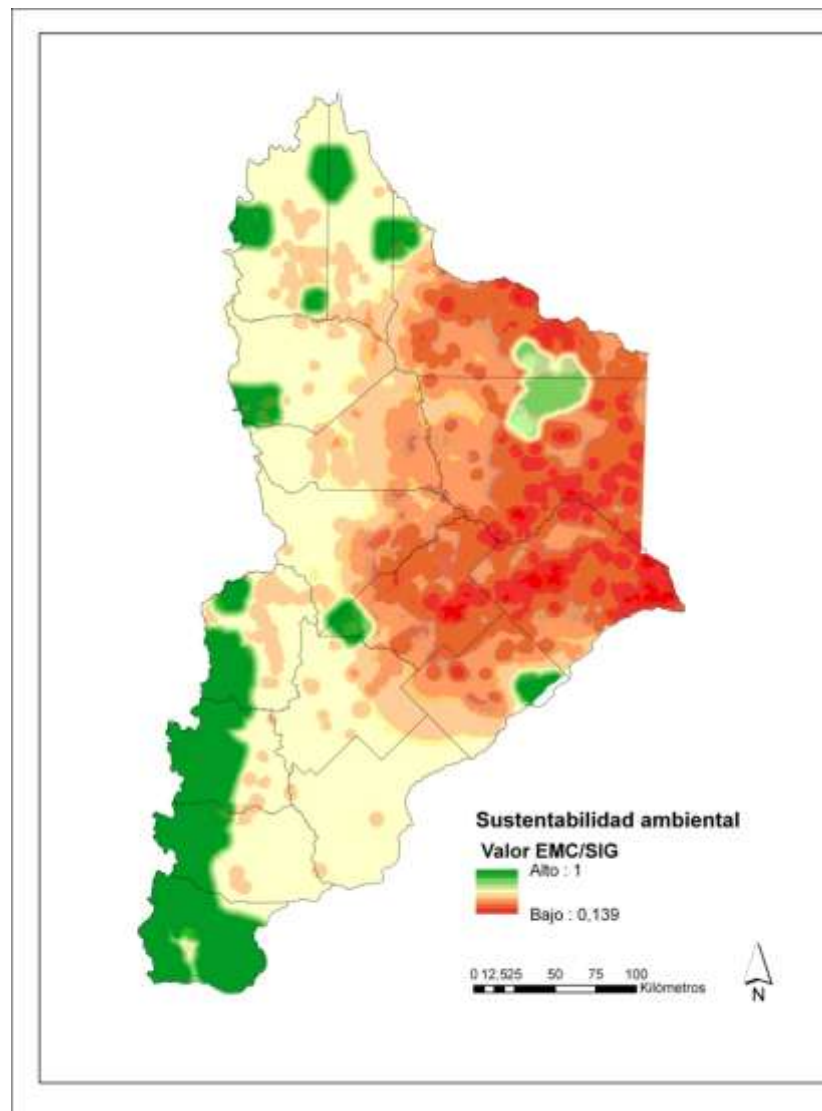 Sustentabilidad ambiental
Valor EMC/SIG
Alto : 1
Bajo : 0,139
0 12,525 50 75 100
Kilómetros
N